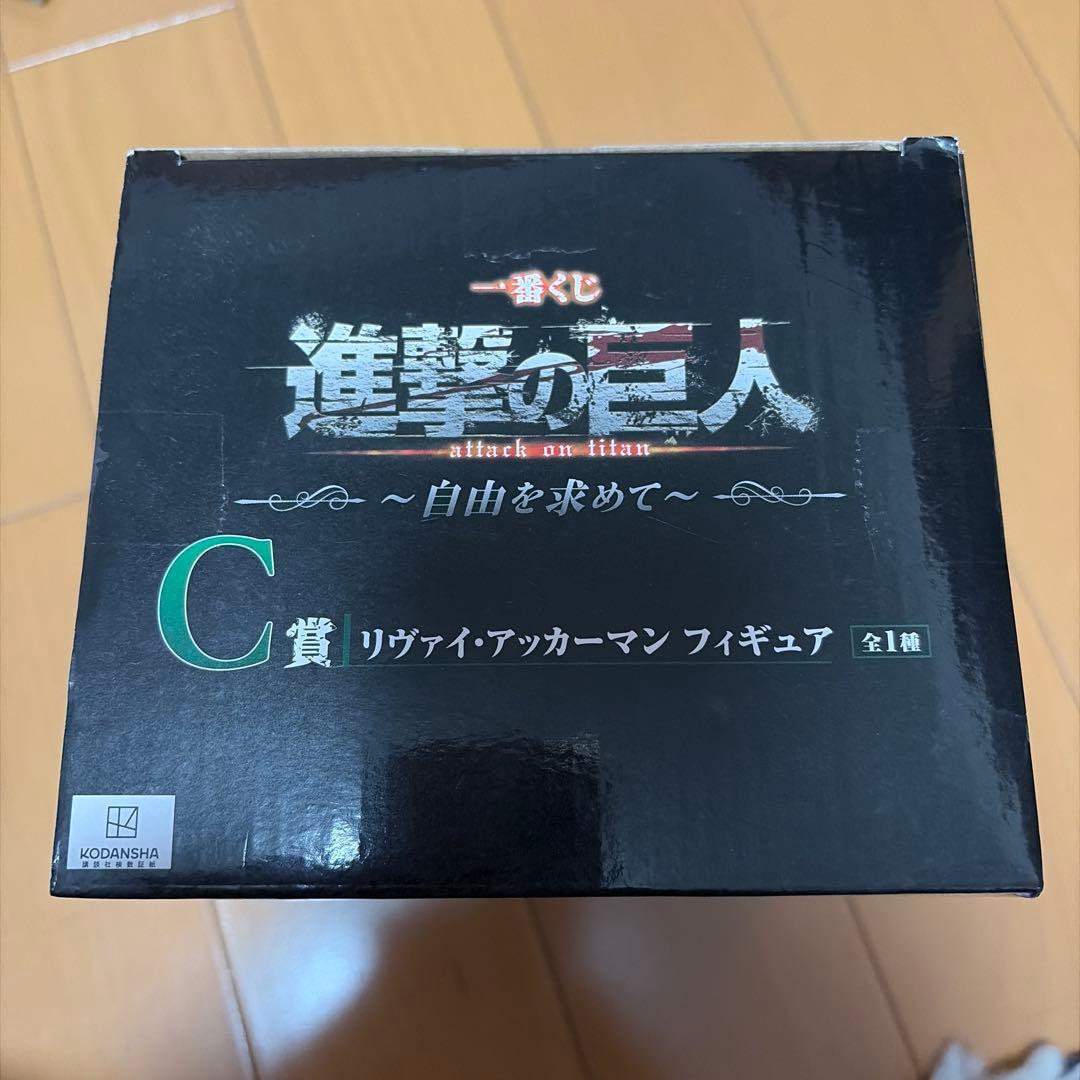 一番くじ
進撃の巨人
attack on titan
～自由を求めて～
C賞 リヴァイ・アッカーマン フィギュア 全1種
KODANSHA
講談社検数証紙